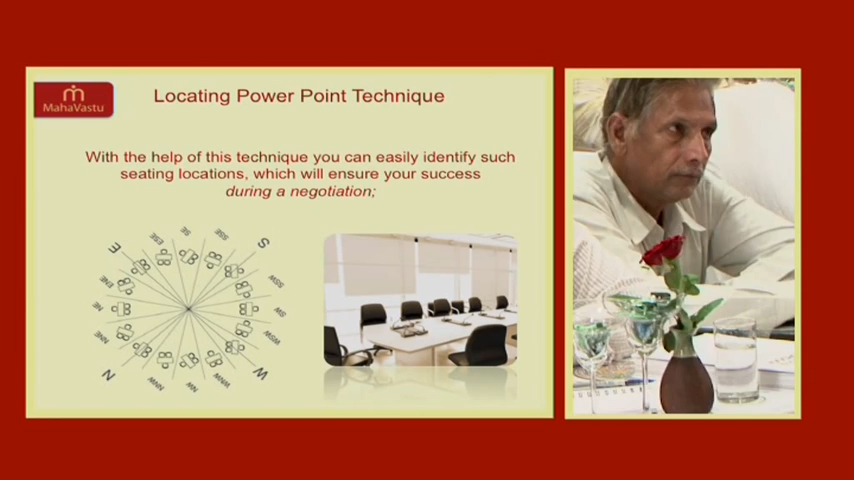 MahaVastu
Locating Power Point Technique
With the help of this technique you can easily identify such
seating locations, which will ensure your success
during a negotiation;
E
ESE
SE
SSE
S
SSW
SW
WSW
W
WNW
NW
NNW
N
NNE
NE
ENE